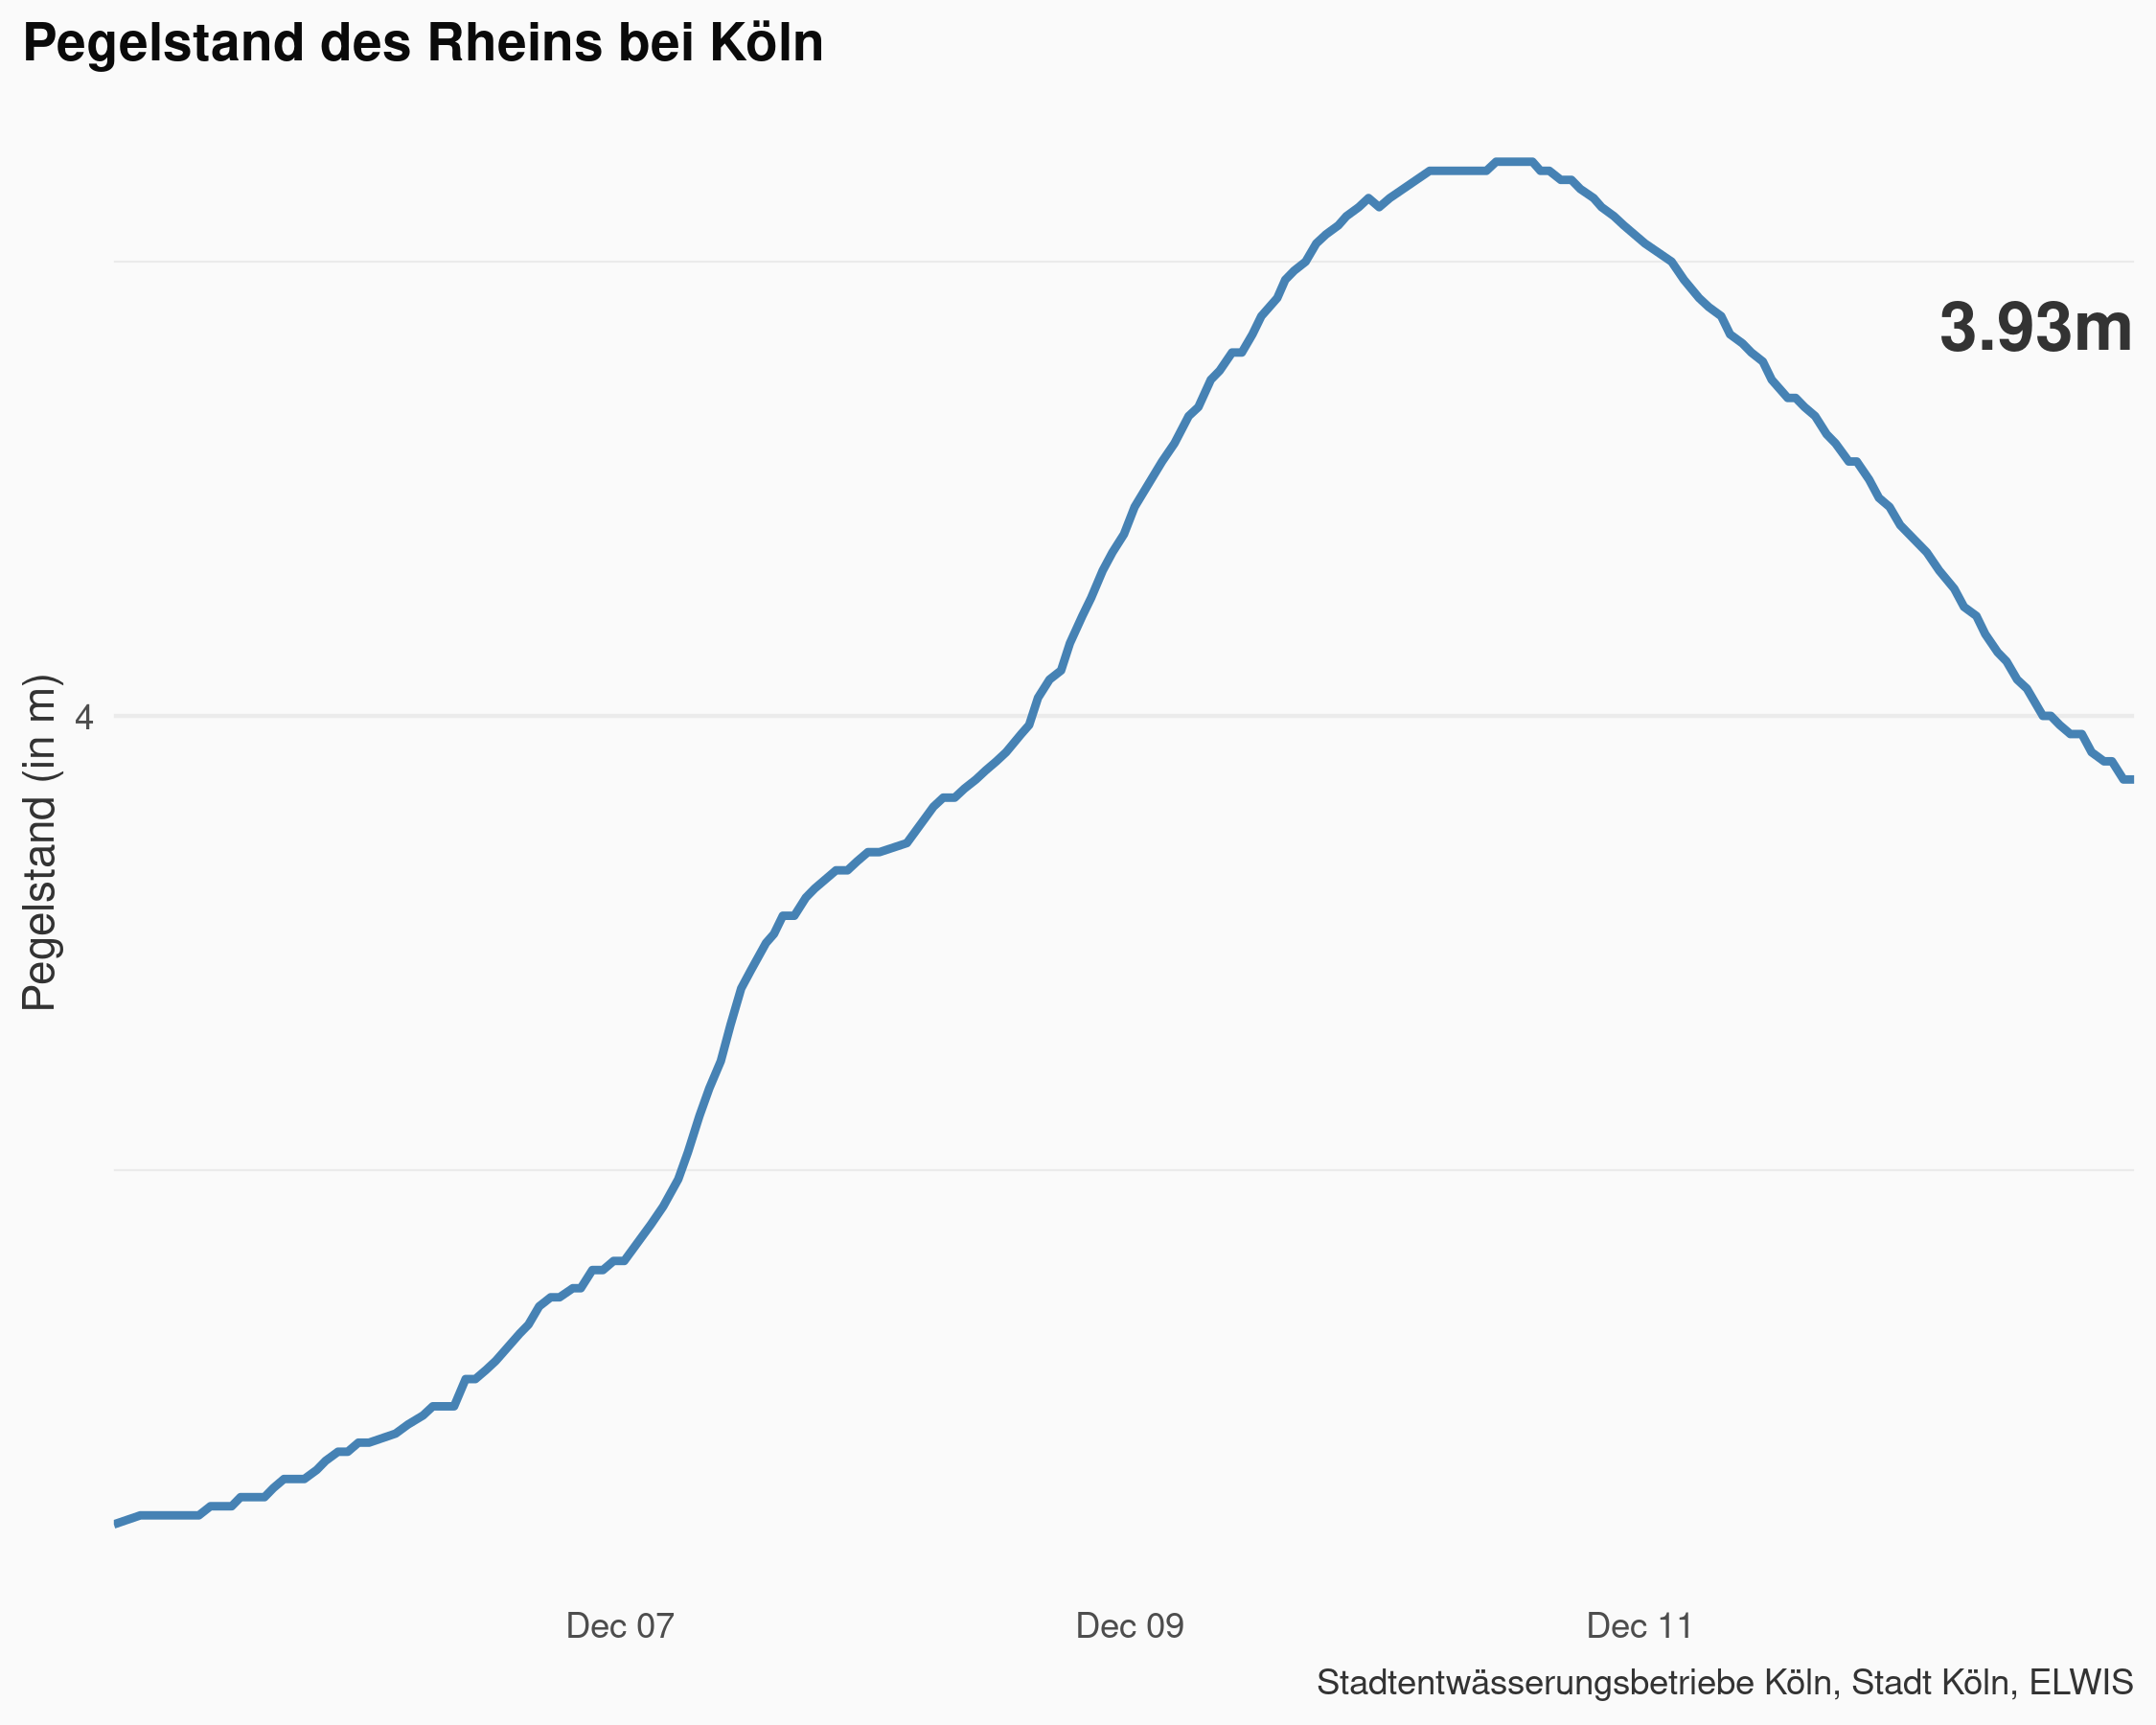 Pegelstand des Rheins bei Köln
3.93m
Pegelstand (in m)
4
Dec 07
Dec 09
Dec 11
Stadtentwässerungsbetriebe Köln, Stadt Köln, ELWIS